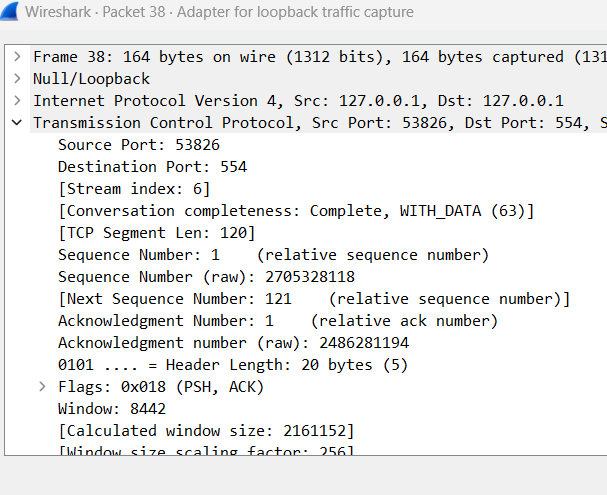 Wireshark · Packet 38 · Adapter for loopback traffic capture
Frame 38: 164 bytes on wire (1312 bits), 164 bytes captured (131
Null/Loopback
Internet Protocol Version 4, Src: 127.0.0.1, Dst: 127.0.0.1
Transmission Control Protocol, Src Port: 53826, Dst Port: 554, S
Source Port: 53826
Destination Port: 554
[Stream index: 6]
[Conversation completeness: Complete, WITH_DATA (63)]
[TCP Segment Len: 120]
Sequence Number: 1    (relative sequence number)
Sequence Number (raw): 2705328118
[Next Sequence Number: 121    (relative sequence number)]
Acknowledgment Number: 1    (relative ack number)
Acknowledgment number (raw): 2486281194
0101 .... = Header Length: 20 bytes (5)
Flags: 0x018 (PSH, ACK)
Window: 8442
[Calculated window size: 2161152]
[Window size scaling factor: 256]